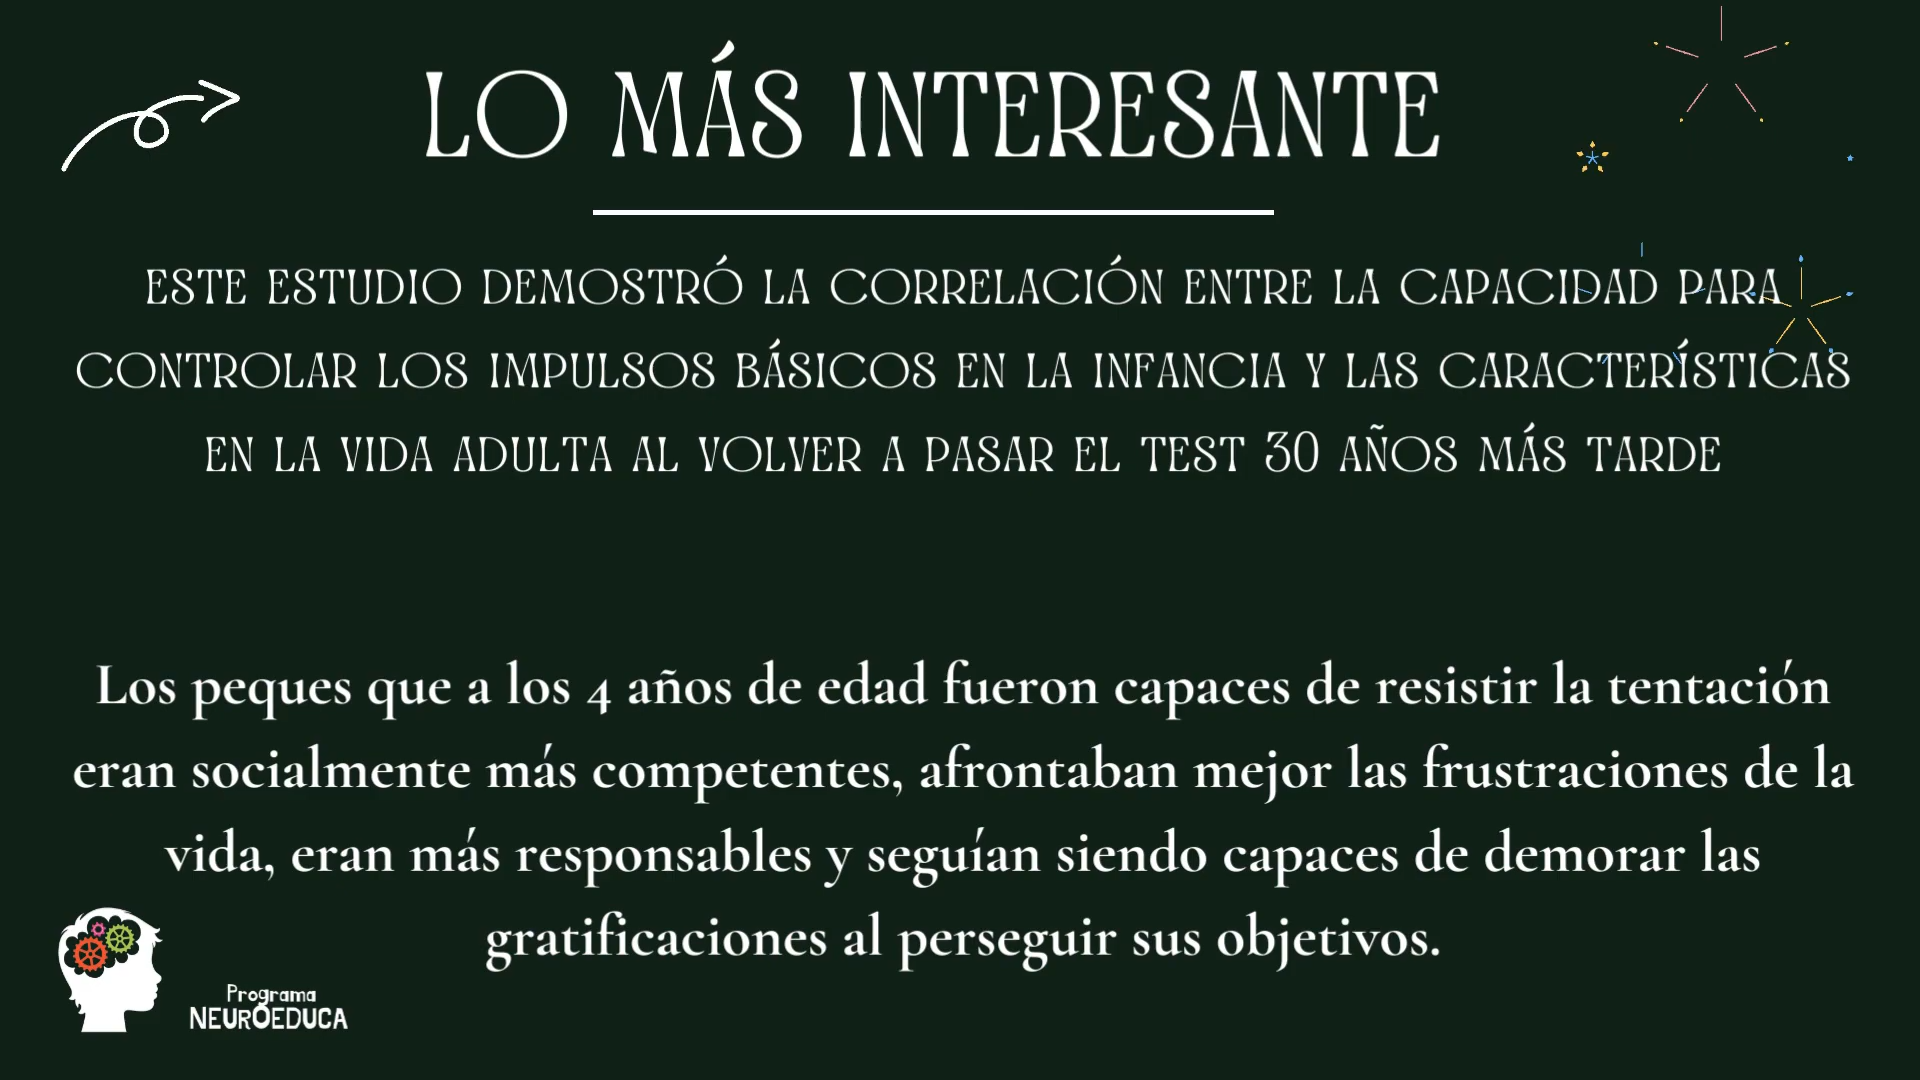 LO MÁS INTERESANTE
ESTE ESTUDIO DEMOSTRÓ LA CORRELACIÓN ENTRE LA CAPACIDAD PARA
CONTROLAR LOS IMPULSOS BÁSICOS EN LA INFANCIA Y LAS CARACTERÍSTICAS
EN LA VIDA ADULTA AL VOLVER A PASAR EL TEST 30 AÑOS MÁS TARDE
Los peques que a los 4 años de edad fueron capaces de resistir la tentación
eran socialmente más competentes, afrontaban mejor las frustraciones de la
vida, eran más responsables y seguían siendo capaces de demorar las
gratificaciones al perseguir sus objetivos.
Programa
NEUROEDUCA